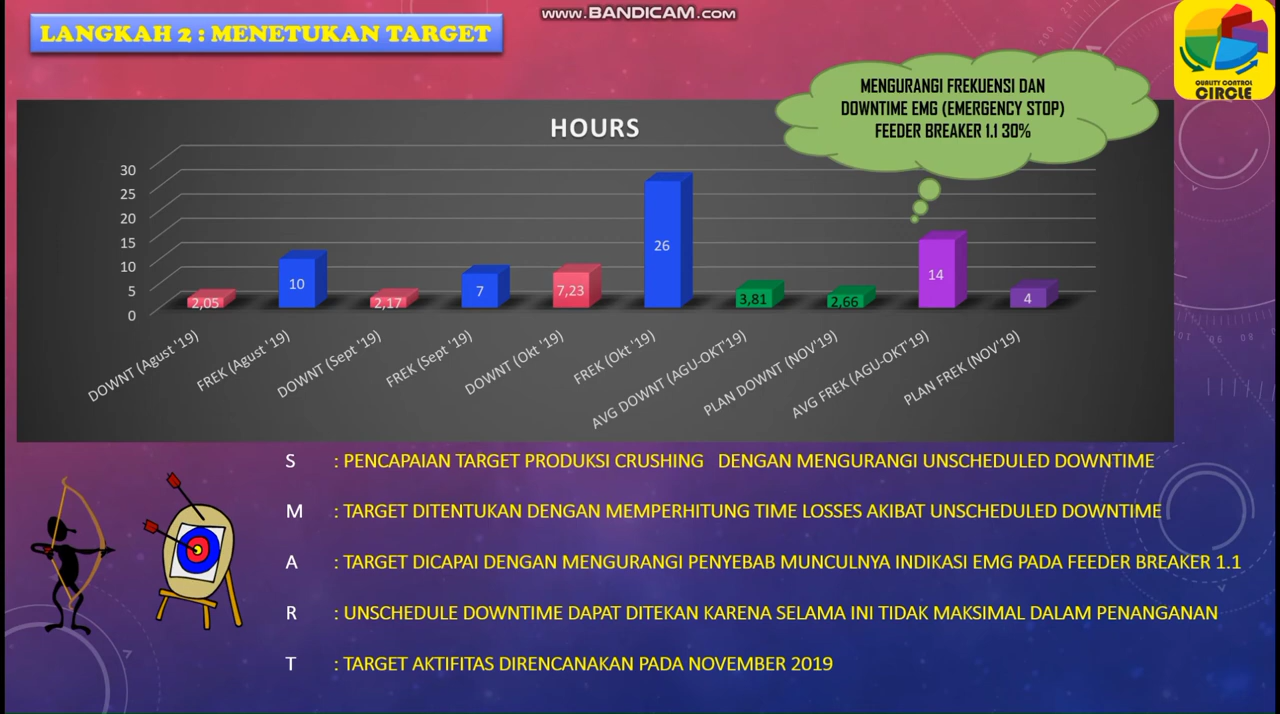 www.BANDICAM.com
LANGKAH 2 : MENETUKAN TARGET
QUALITY CONTROL
CIRCLE
MENGURANGI FREKUENSI DAN
DOWNTIME EMG (EMERGENCY STOP)
FEEDER BREAKER 1.1 30%
HOURS
30
25
20
15
10
5
0
2,05
10
2,17
7
7,23
26
3,81
2,66
14
4
DOWNT (Agust '19)
FREK (Agust '19)
DOWNT (Sept '19)
FREK (Sept '19)
DOWNT (Okt '19)
FREK (Okt '19)
AVG DOWNT (AGU-OKT'19)
PLAN DOWNT (NOV'19)
AVG FREK (AGU-OKT'19)
PLAN FREK (NOV'19)
S : PENCAPAIAN TARGET PRODUKSI CRUSHING DENGAN MENGURANGI UNSCHEDULED DOWNTIME
M : TARGET DITENTUKAN DENGAN MEMPERHITUNG TIME LOSSES AKIBAT UNSCHEDULED DOWNTIME
A : TARGET DICAPAI DENGAN MENGURANGI PENYEBAB MUNCULNYA INDIKASI EMG PADA FEEDER BREAKER 1.1
R : UNSCHEDULE DOWNTIME DAPAT DITEKAN KARENA SELAMA INI TIDAK MAKSIMAL DALAM PENANGANAN
T : TARGET AKTIFITAS DIRENCANAKAN PADA NOVEMBER 2019